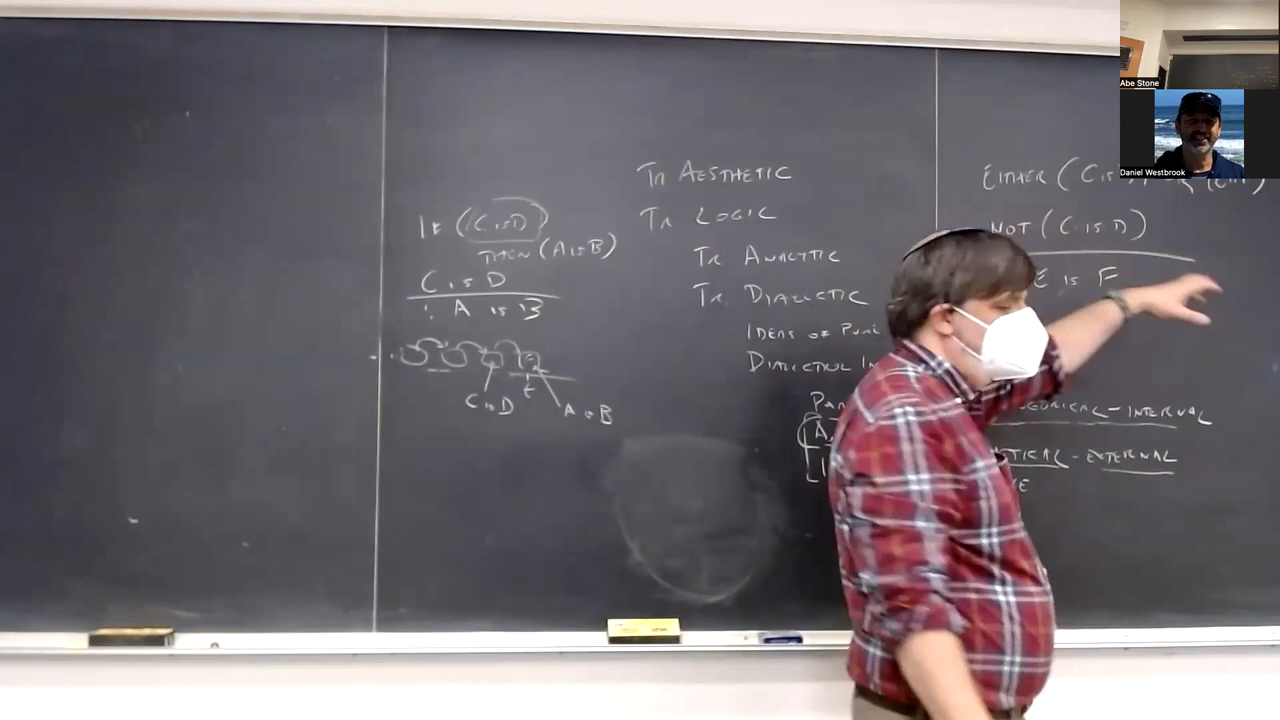 Abe Stone
Daniel Westbrook
IF (C IS D)
THEN (A IS B)
C IS D
∴ A IS B
C IS D
t
A IS B
Tr AESTHETIC
Tr LOGIC
Tr ANALYTIC
Tr. DIALECTIC
IDEAS OF PURE
DIALECTICAL IN
EITHER (C IS D)
NOT (C IS D)
E IS F
- INTERNAL
- EXTERNAL